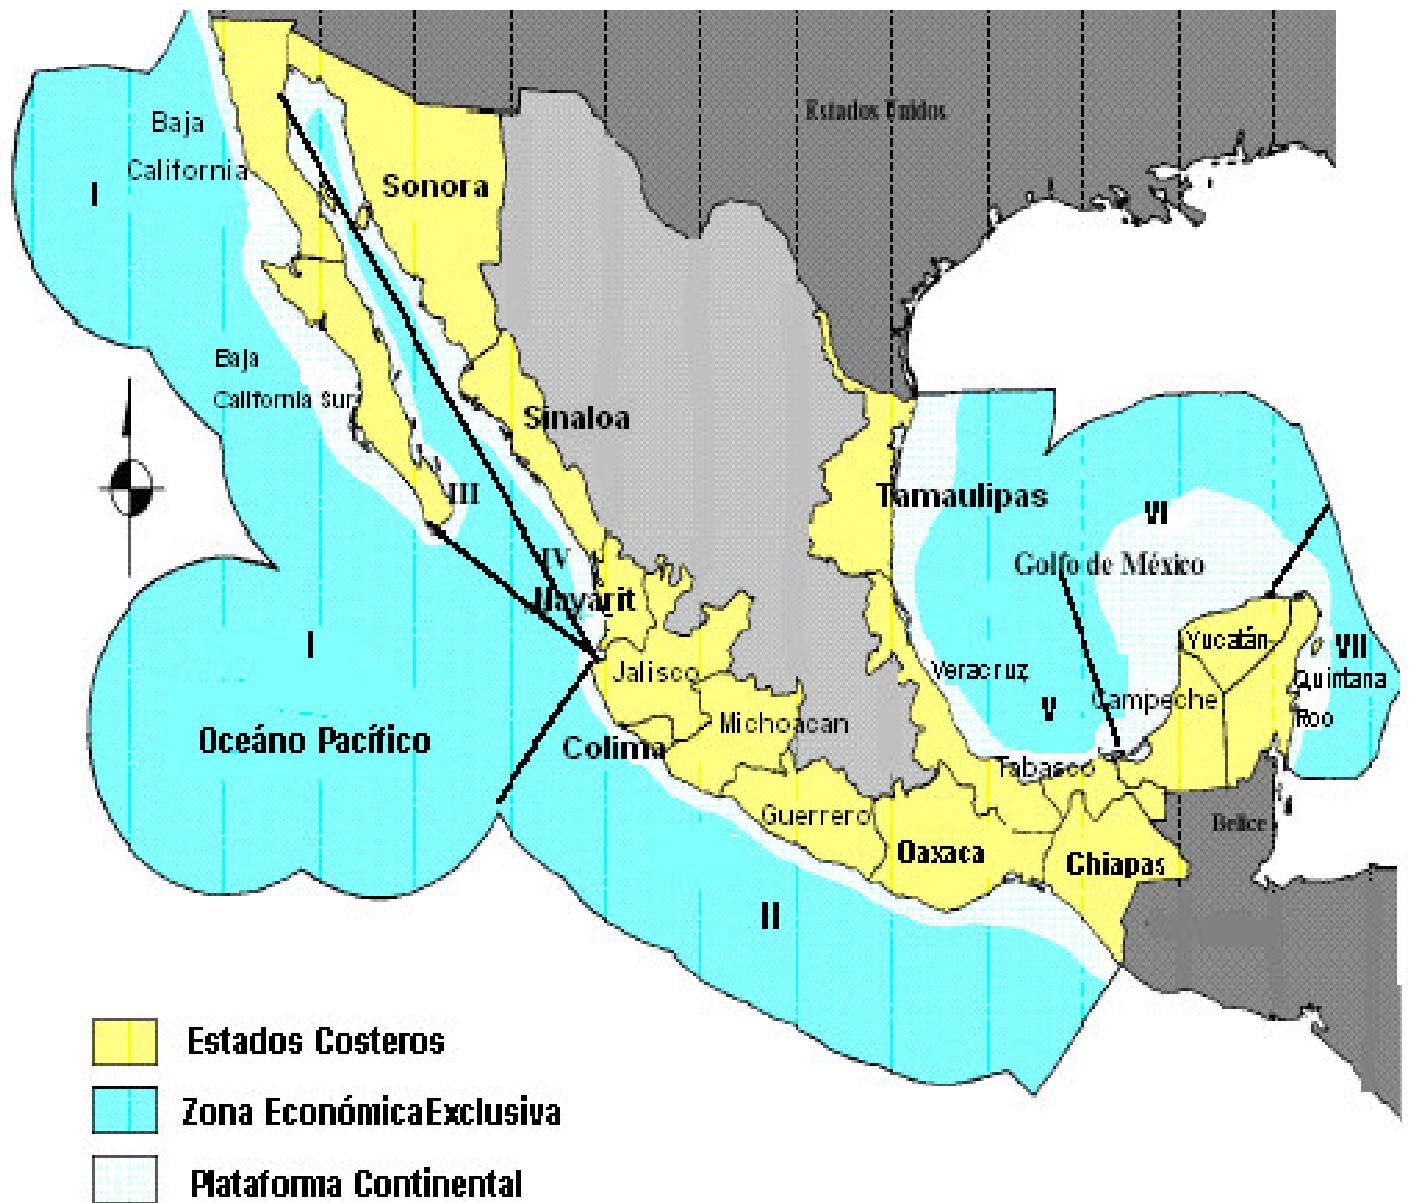 Estados Unidos
Baja
California
I
Sonora
Baja
California Sur
Sinaloa
III
Tamaulipas
VI
IV
Golfo de México
Nayarit
I
Jalisco
Veracruz
Yucatán
VII
Quintana
Roo
Oceáno Pacífico
Colima
Michoacan
V
Campeche
Tabasco
Guerrero
Oaxaca
Chiapas
Belice
II
Estados Costeros
Zona EconómicaExclusiva
Plataforma Continental